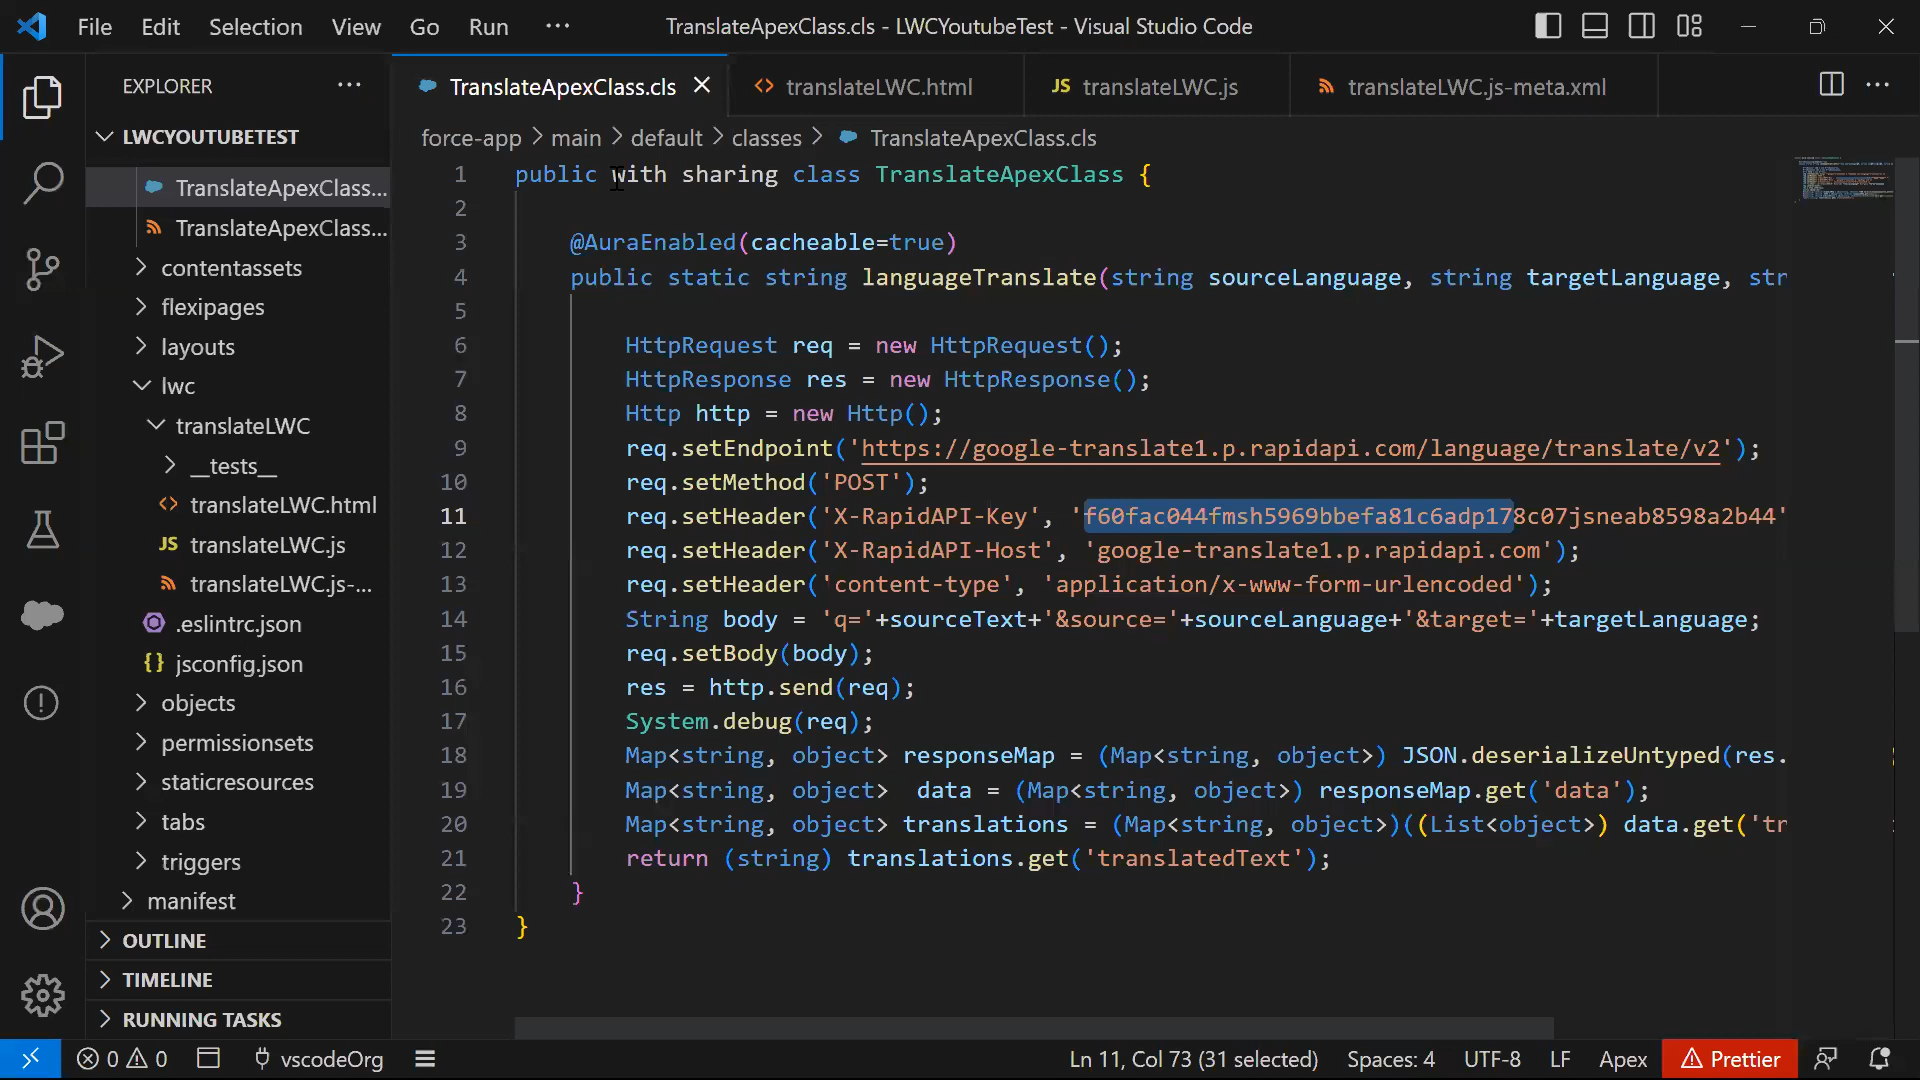 File Edit Selection View Go Run ··· TranslateApexClass.cls - LWCYoutubeTest - Visual Studio Code
EXPLORER ···
TranslateApexClass.cls translateLWC.html JS translateLWC.js translateLWC.js-meta.xml ···
LWCYOUTUBETEST
TranslateApexClass...
TranslateApexClass...
contentassets
flexipages
layouts
lwc
translateLWC
__tests__
translateLWC.html
JS translateLWC.js
translateLWC.js-...
.eslintrc.json
{} jsconfig.json
objects
permissionsets
staticresources
tabs
triggers
manifest
OUTLINE
TIMELINE
RUNNING TASKS
force-app > main > default > classes > TranslateApexClass.cls
1 public with sharing class TranslateApexClass {
2
3 @AuraEnabled(cacheable=true)
4 public static string languageTranslate(string sourceLanguage, string targetLanguage, str
5
6 HttpRequest req = new HttpRequest();
7 HttpResponse res = new HttpResponse();
8 Http http = new Http();
9 req.setEndpoint('https://google-translate1.p.rapidapi.com/language/translate/v2');
10 req.setMethod('POST');
11 req.setHeader('X-RapidAPI-Key', 'f60fac044fmsh5969bbefa81c6adp178c07jsneab8598a2b44'
12 req.setHeader('X-RapidAPI-Host', 'google-translate1.p.rapidapi.com');
13 req.setHeader('content-type', 'application/x-www-form-urlencoded');
14 String body = 'q='+sourceText+'&source='+sourceLanguage+'&target='+targetLanguage;
15 req.setBody(body);
16 res = http.send(req);
17 System.debug(req);
18 Map<string, object> responseMap = (Map<string, object>) JSON.deserializeUntyped(res.
19 Map<string, object> data = (Map<string, object>) responseMap.get('data');
20 Map<string, object> translations = (Map<string, object>)((List<object>) data.get('tr
21 return (string) translations.get('translatedText');
22 }
23 }
0 0 vscodeOrg Ln 11, Col 73 (31 selected) Spaces: 4 UTF-8 LF Apex Prettier